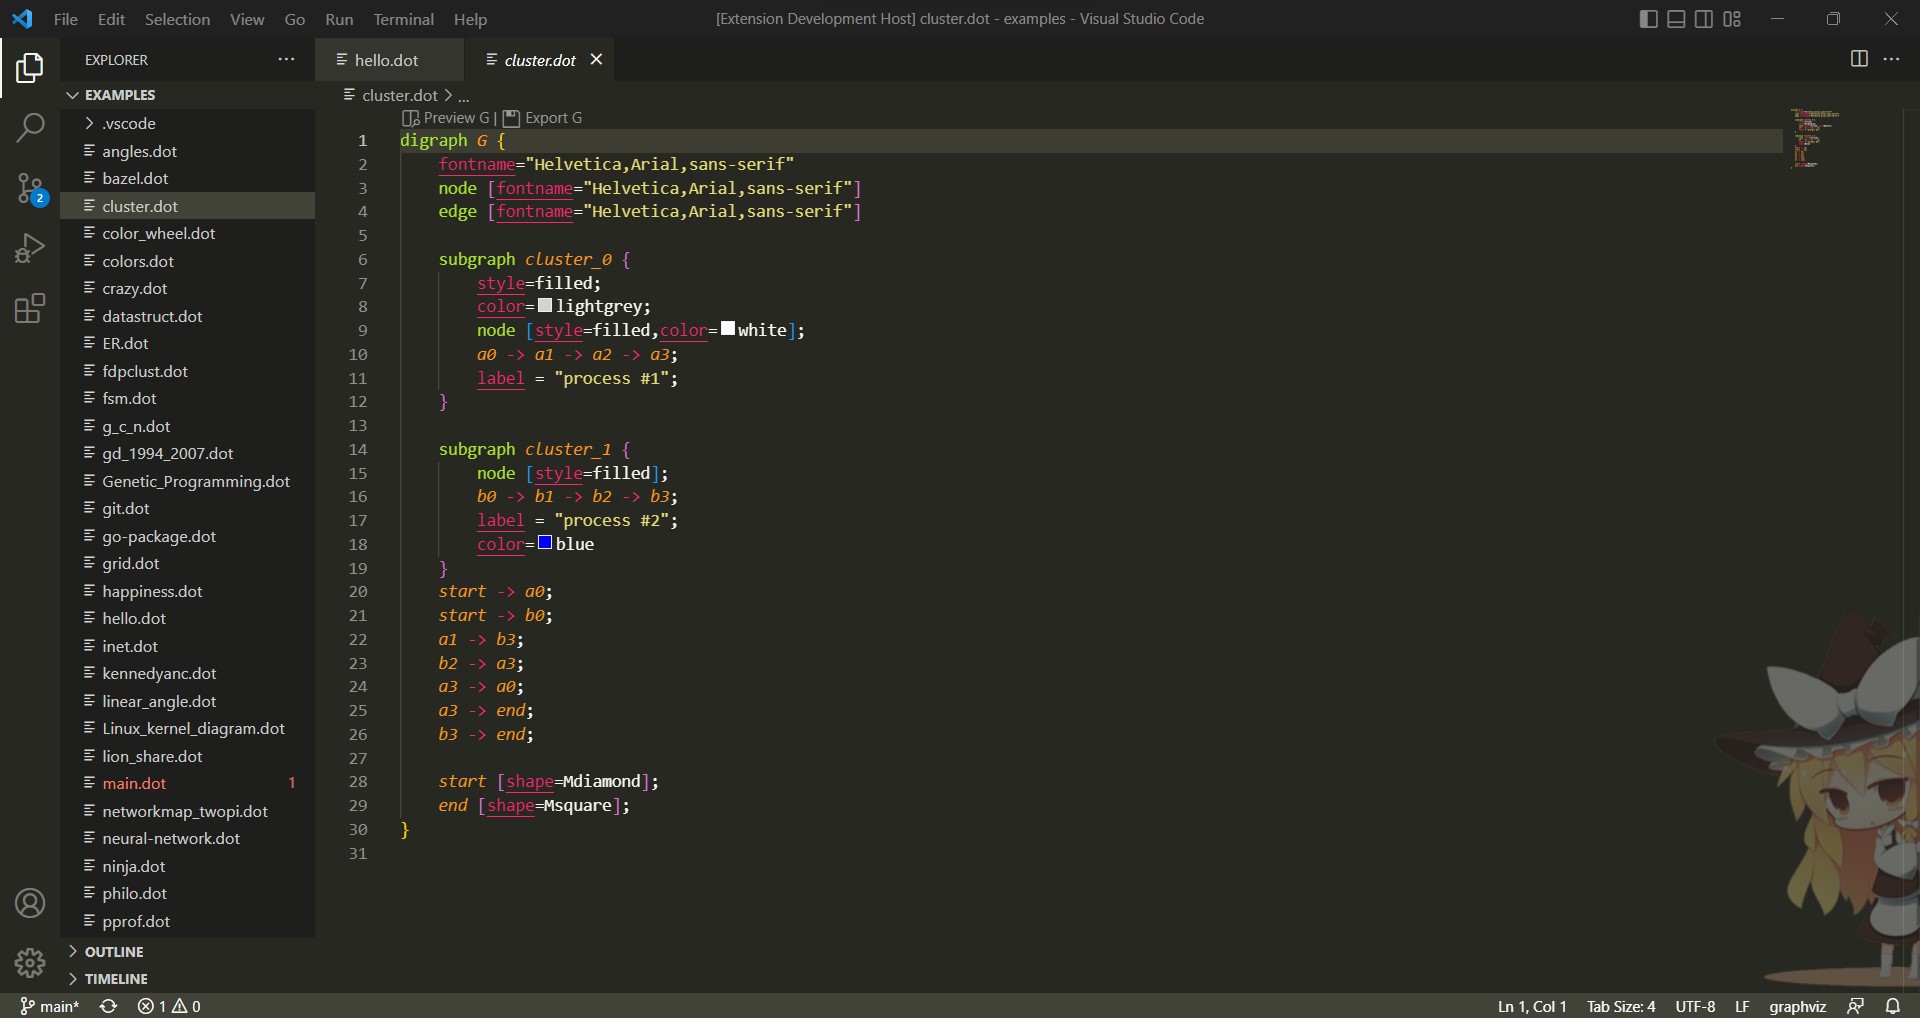 File Edit Selection View Go Run Terminal Help
[Extension Development Host] cluster.dot - examples - Visual Studio Code
EXPLORER
EXAMPLES
.vscode
angles.dot
bazel.dot
cluster.dot
color_wheel.dot
colors.dot
crazy.dot
datastruct.dot
ER.dot
fdpclust.dot
fsm.dot
g_c_n.dot
gd_1994_2007.dot
Genetic_Programming.dot
git.dot
go-package.dot
grid.dot
happiness.dot
hello.dot
inet.dot
kennedyanc.dot
linear_angle.dot
Linux_kernel_diagram.dot
lion_share.dot
main.dot 1
networkmap_twopi.dot
neural-network.dot
ninja.dot
philo.dot
pprof.dot
OUTLINE
TIMELINE
2
hello.dot cluster.dot
cluster.dot > ...
Preview G | Export G
1 digraph G {
2 fontname="Helvetica,Arial,sans-serif"
3 node [fontname="Helvetica,Arial,sans-serif"]
4 edge [fontname="Helvetica,Arial,sans-serif"]
5
6 subgraph cluster_0 {
7 style=filled;
8 color=lightgrey;
9 node [style=filled,color=white];
10 a0 -> a1 -> a2 -> a3;
11 label = "process #1";
12 }
13
14 subgraph cluster_1 {
15 node [style=filled];
16 b0 -> b1 -> b2 -> b3;
17 label = "process #2";
18 color=blue
19 }
20 start -> a0;
21 start -> b0;
22 a1 -> b3;
23 b2 -> a3;
24 a3 -> a0;
25 a3 -> end;
26 b3 -> end;
27
28 start [shape=Mdiamond];
29 end [shape=Msquare];
30 }
31
main* 1 0
Ln 1, Col 1 Tab Size: 4 UTF-8 LF graphviz